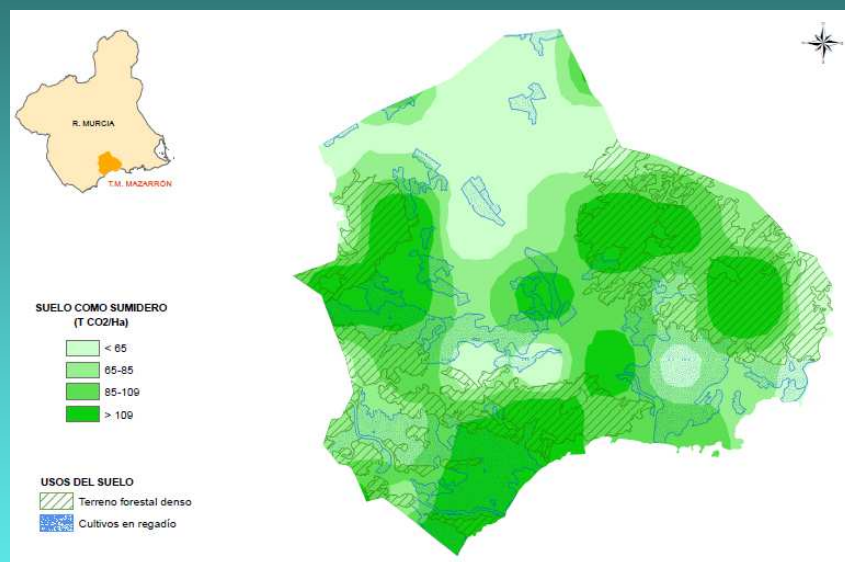 R. MURCIA
T.M. MAZARRÓN
SUELO COMO SUMIDERO
(T CO2/Ha)
< 65
65-85
85-109
> 109
USOS DEL SUELO
Terreno forestal denso
Cultivos en regadío